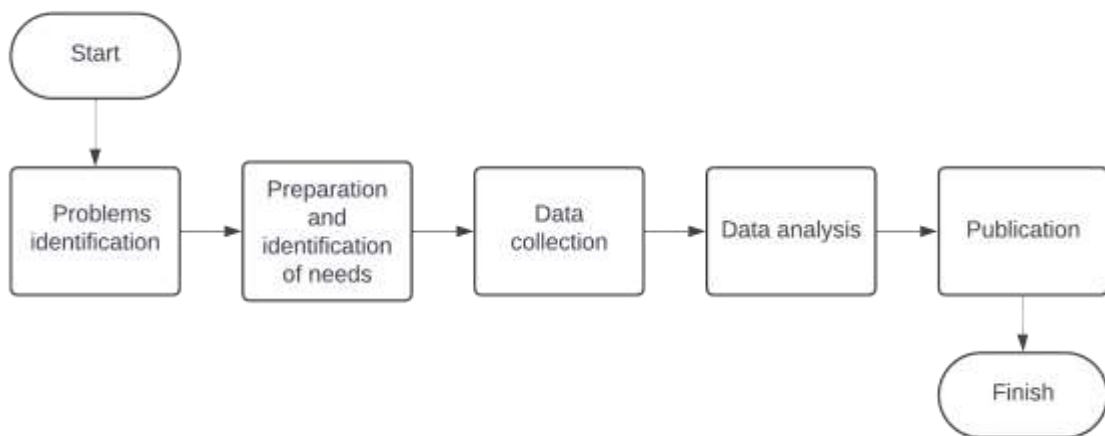 Start
Problems
identification
Preparation
and
identification
of needs
Data
collection
Data analysis
Publication
Finish